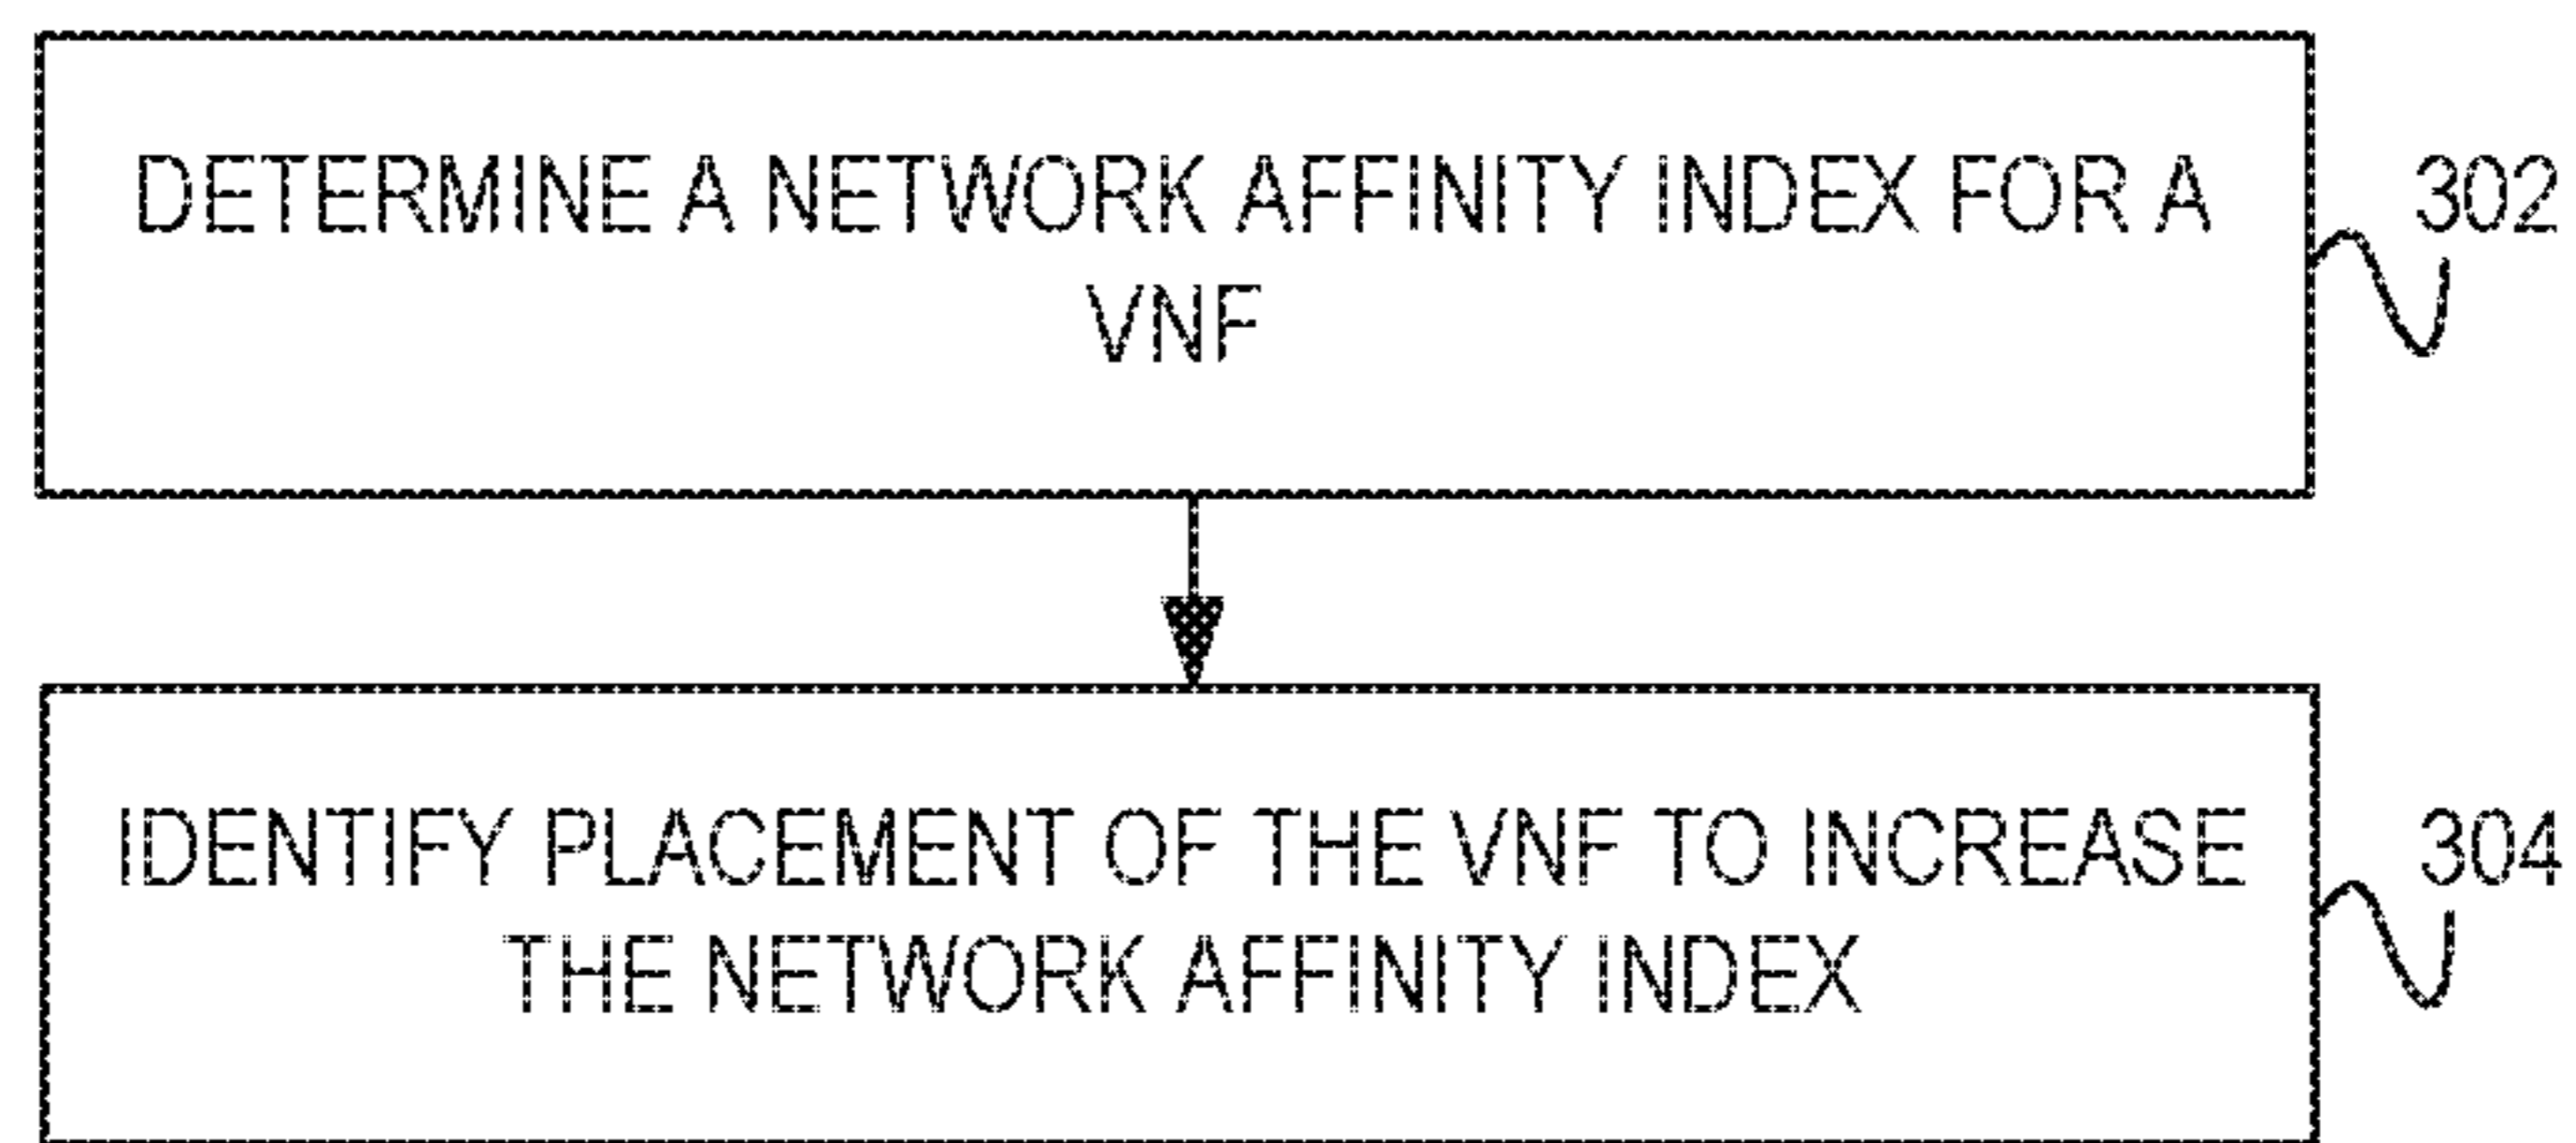 DETERMINE A NETWORK AFFINITY INDEX FOR A
VNF
302
IDENTIFY PLACEMENT OF THE VNF TO INCREASE
THE NETWORK AFFINITY INDEX
304